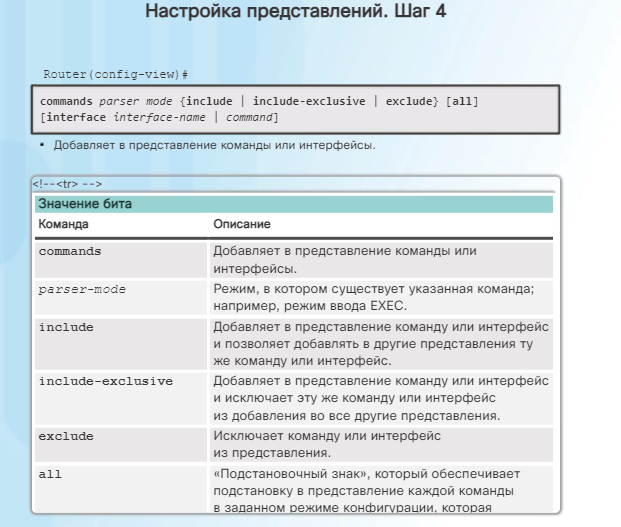 Настройка представлений. Шаг 4
Router(config-view)#
commands parser mode {include | include-exclusive | exclude} [all]
[interface interface-name | command]
• Добавляет в представление команды или интерфейсы.
<!--<tr> -->
Значение бита
Команда Описание
commands Добавляет в представление команды или
интерфейсы.
parser-mode Режим, в котором существует указанная команда;
например, режим ввода EXEC.
include Добавляет в представление команду или интерфейс
и позволяет добавлять в другие представления ту
же команду или интерфейс.
include-exclusive Добавляет в представление команду или интерфейс
и исключает эту же команду или интерфейс
из добавления во все другие представления.
exclude Исключает команду или интерфейс
из представления.
all «Подстановочный знак», который обеспечивает
подстановку в представление каждой команды
в заданном режиме конфигурации, которая